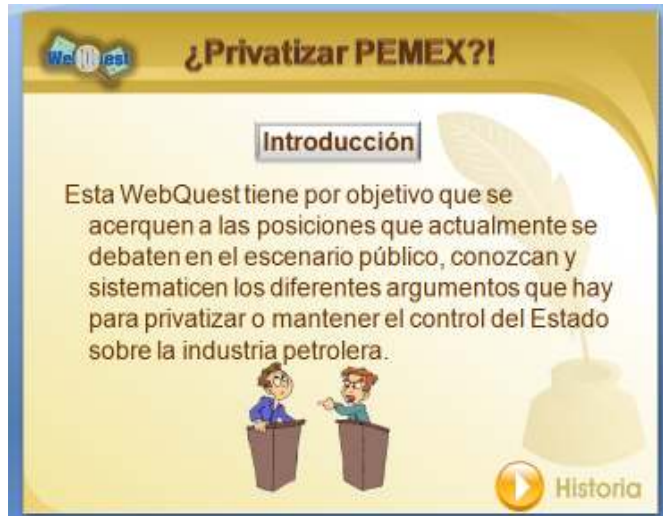 WebQuest
¿Privatizar PEMEX?!
Introducción
Esta WebQuest tiene por objetivo que se
acerquen a las posiciones que actualmente se
debaten en el escenario público, conozcan y
sistematicen los diferentes argumentos que hay
para privatizar o mantener el control del Estado
sobre la industria petrolera.
Historia